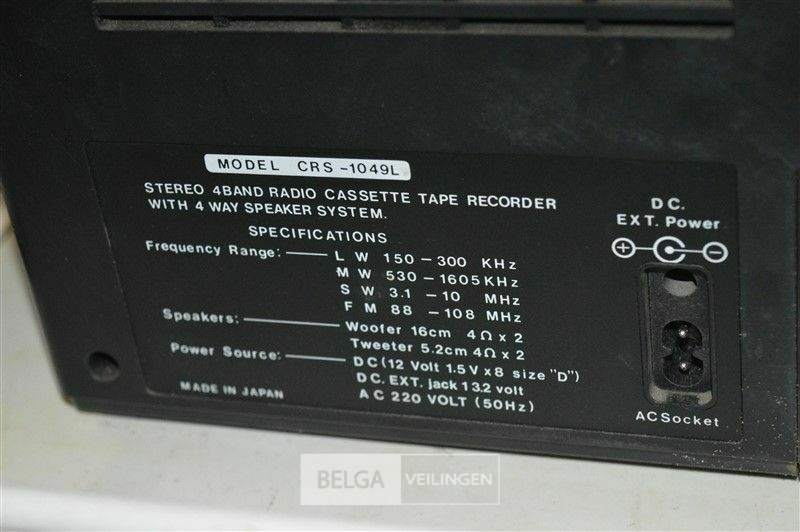 MODEL CRS-1049L
STEREO 4BAND RADIO CASSETTE TAPE RECORDER
WITH 4 WAY SPEAKER SYSTEM.
SPECIFICATIONS
Frequency Range: L W 150-300 KHz
M W 530-1605KHz
S W 3.1 -10 MHz
F M 88 -108 MHz
Speakers: Woofer 16cm 4Ω x 2
Tweeter 5.2cm 4Ω x 2
Power Source: DC(12 Volt 1.5V x 8 size "D")
DC. EXT. jack 13.2 volt
AC 220 VOLT (50Hz)
MADE IN JAPAN
DC.
EXT. Power
+ -
AC Socket
BELGA VEILINGEN